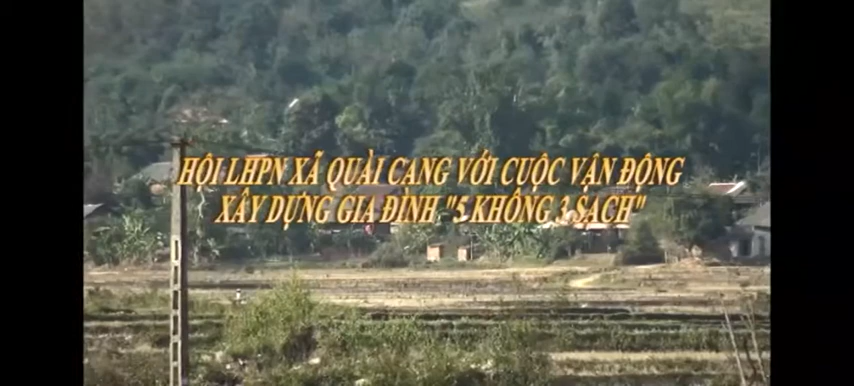 HỘI LHPN XÃ QUÀI CANG VỚI CUỘC VẬN ĐỘNG
XÂY DỰNG GIA ĐÌNH "5 KHÔNG 3 SẠCH"